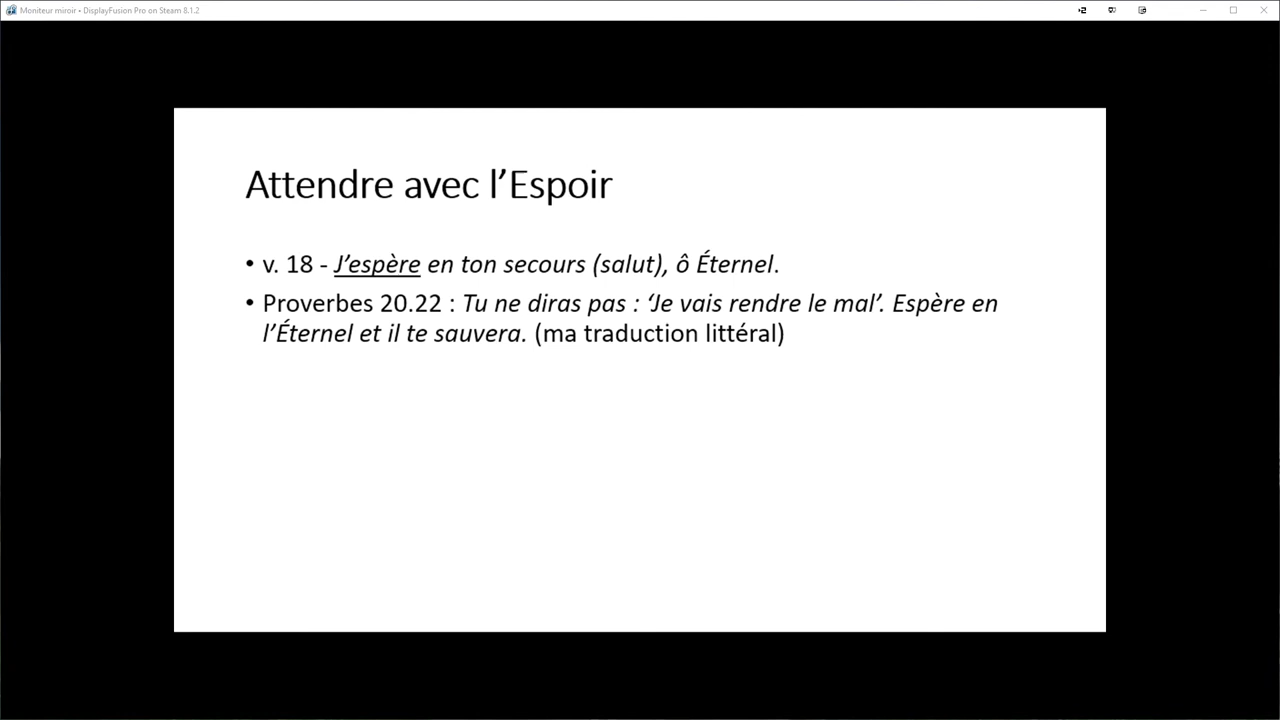 Moniteur miroir • DisplayFusion Pro on Steam 8.1.2
Attendre avec l’Espoir
• v. 18 - J’espère en ton secours (salut), ô Éternel.
• Proverbes 20.22 : Tu ne diras pas : ‘Je vais rendre le mal’. Espère en
l’Éternel et il te sauvera. (ma traduction littéral)